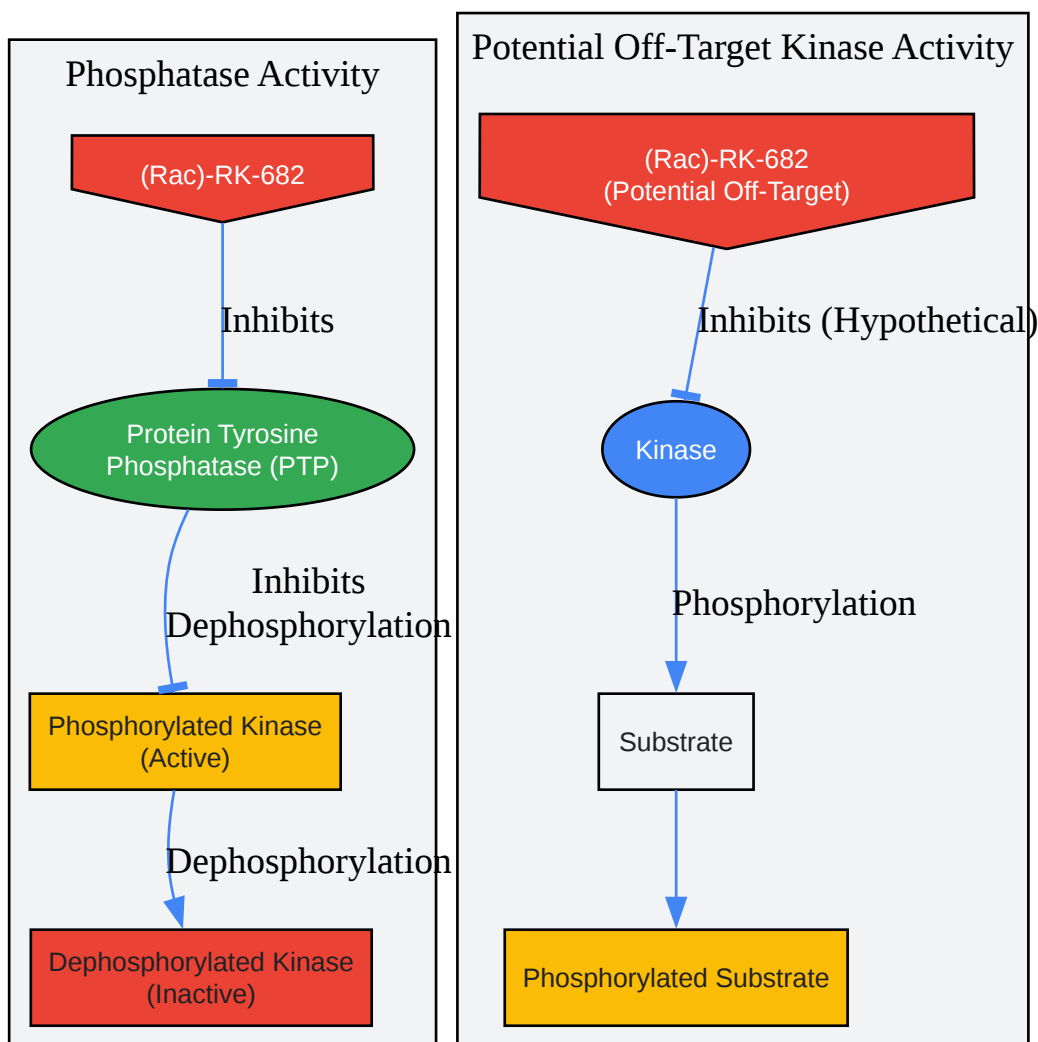 Phosphatase Activity
(Rac)-RK-682
Inhibits
Protein Tyrosine
Phosphatase (PTP)
Inhibits
Dephosphorylation
Phosphorylated Kinase
(Active)
Dephosphorylation
Dephosphorylated Kinase
(Inactive)
Potential Off-Target Kinase Activity
(Rac)-RK-682
(Potential Off-Target)
Inhibits (Hypothetical)
Kinase
Phosphorylation
Substrate
Phosphorylated Substrate